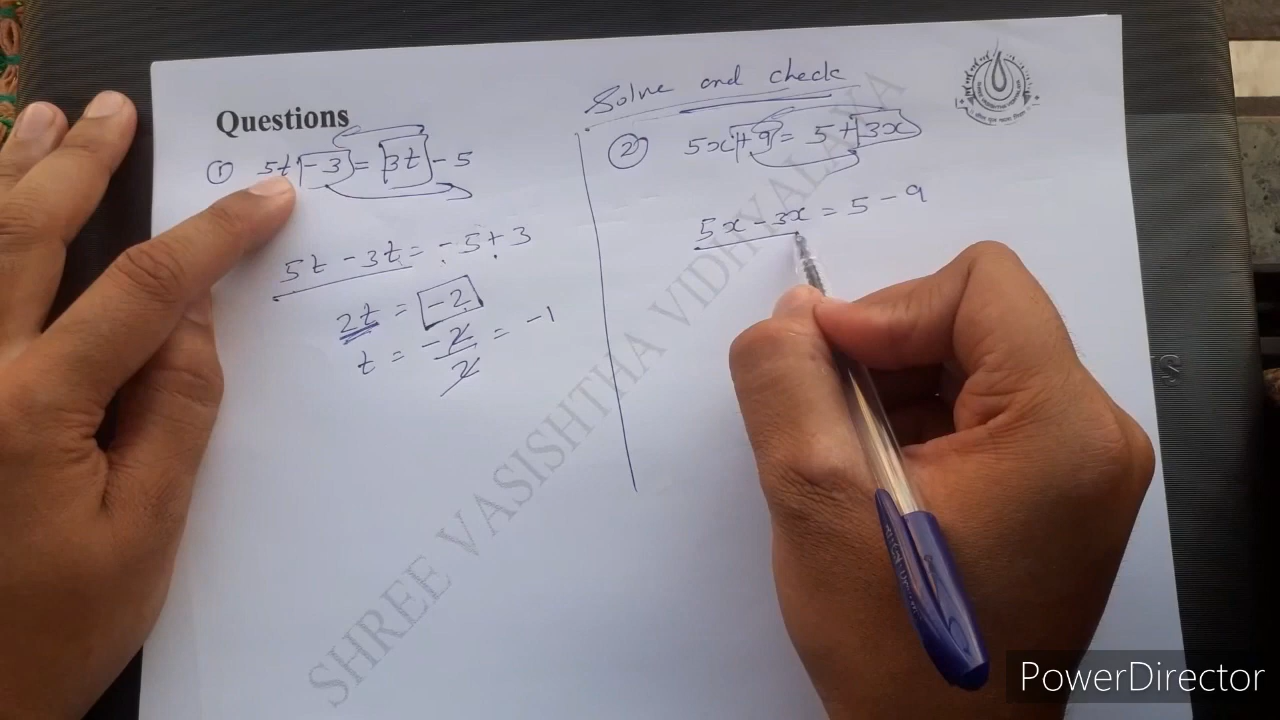 Solve and check
Questions
① 5t - 3 = 3t - 5
5t - 3t = - 5 + 3
2t = -2
t = -2/2 = -1
② 5x + 9 = 5 + 3x
5x - 3x = 5 - 9
SHREE VASISHTHA VIDHYALAYA
PowerDirector